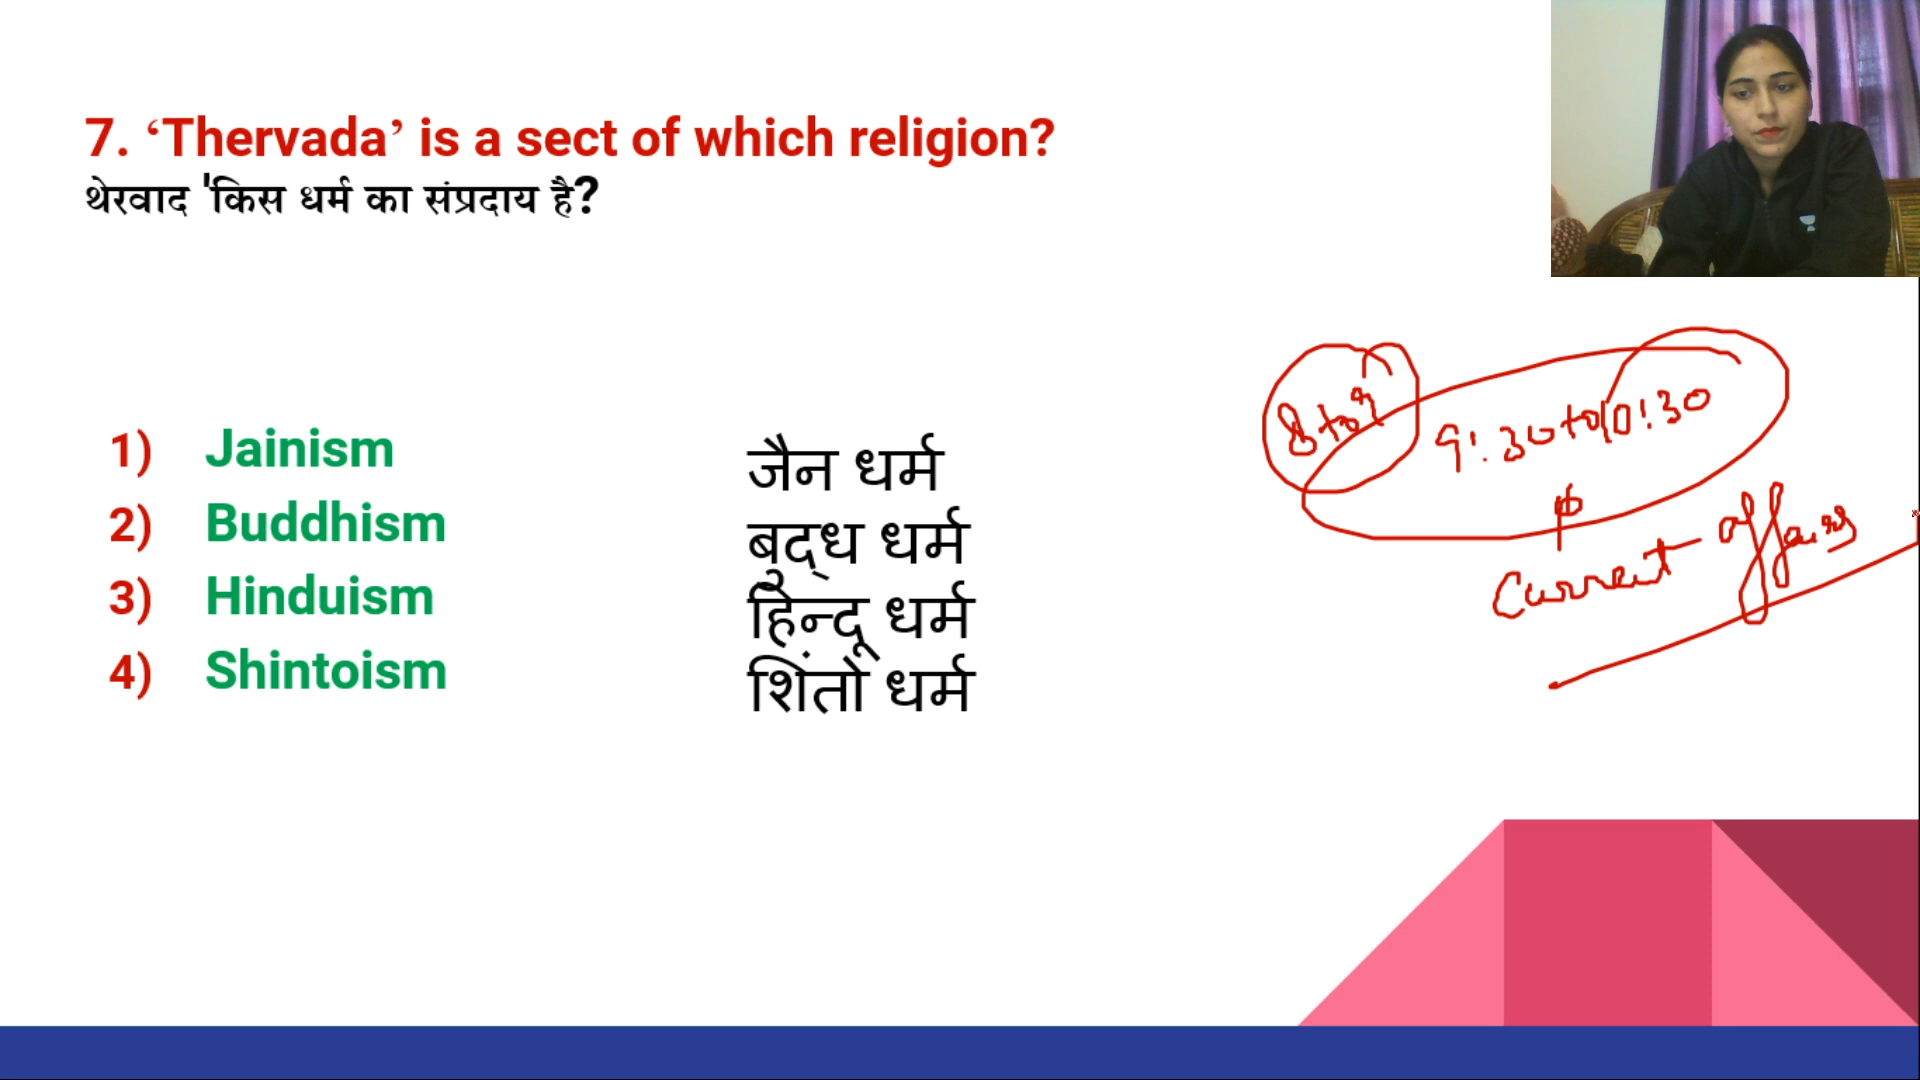 7. ‘Thervada’ is a sect of which religion?
थेरवाद 'किस धर्म का संप्रदाय है?
1) Jainism जैन धर्म
2) Buddhism बुद्ध धर्म
3) Hinduism हिन्दू धर्म
4) Shintoism शिंतो धर्म
8 to 9
9:30 to 10:30
Current affairs